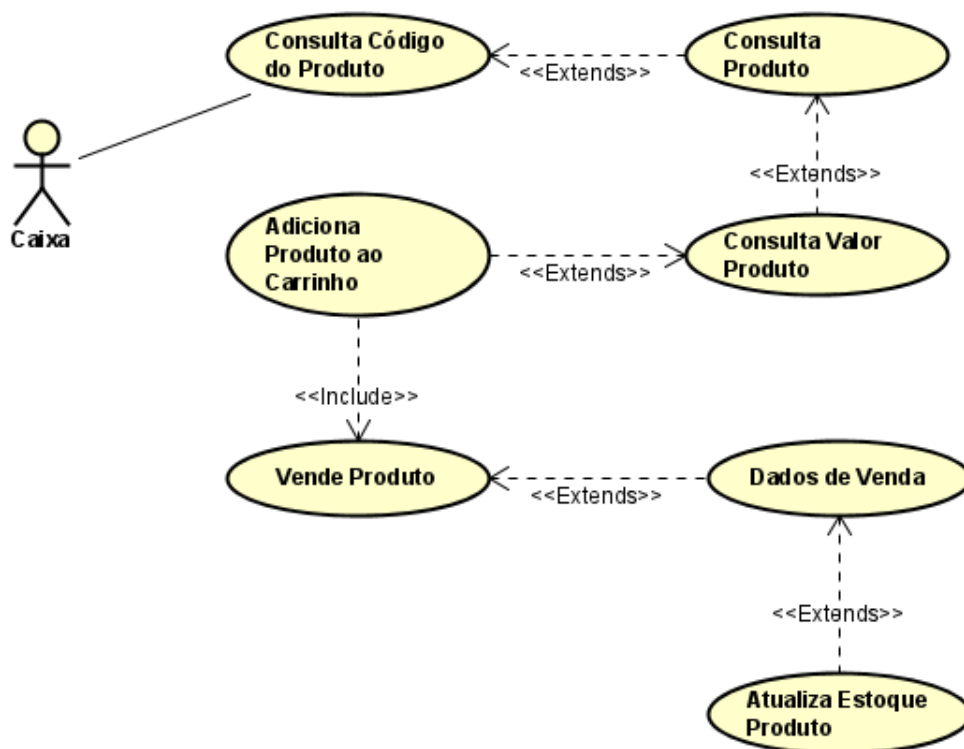 Consulta Código
do Produto
<<Extends>>
Consulta
Produto
<<Extends>>
Caixa
Adiciona
Produto ao
Carrinho
<<Extends>>
Consulta Valor
Produto
<<Include>>
Vende Produto
<<Extends>>
Dados de Venda
<<Extends>>
Atualiza Estoque
Produto